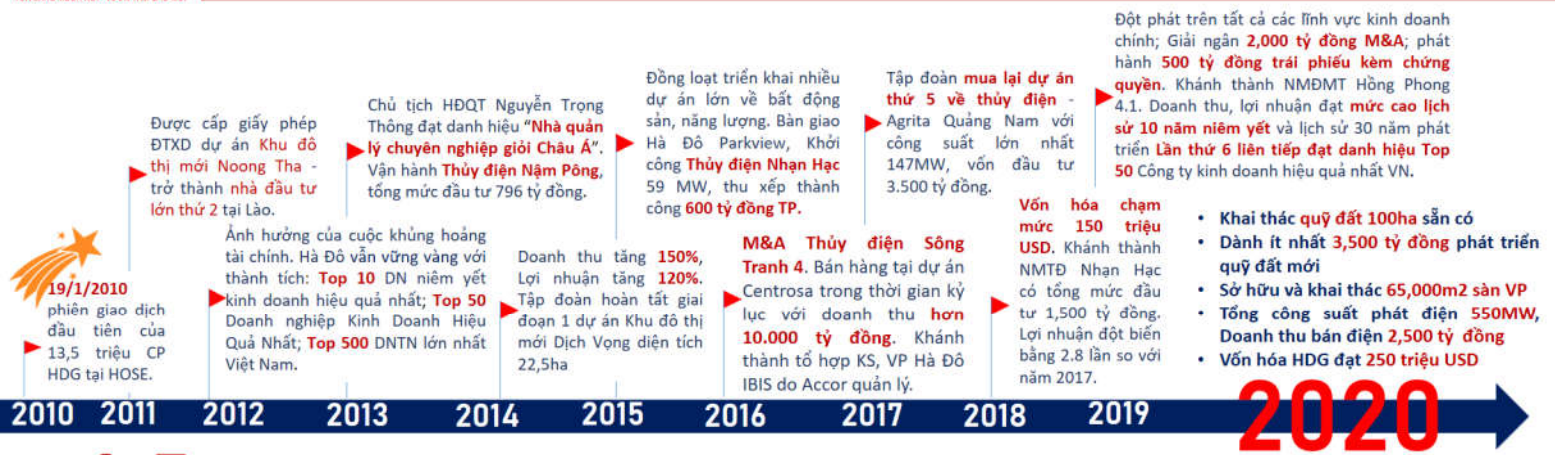 19/1/2010
phiên giao dịch
đầu tiên của
13,5 triệu CP
HDG tại HOSE.
Được cấp giấy phép
ĐTXD dự án Khu đô
thị mới Noong Tha -
trở thành nhà đầu tư
lớn thứ 2 tại Lào.
Ảnh hưởng của cuộc khủng hoảng
tài chính. Hà Đô vẫn vững vàng với
thành tích: Top 10 DN niêm yết
kinh doanh hiệu quả nhất; Top 50
Doanh nghiệp Kinh Doanh Hiệu
Quả Nhất; Top 500 DNTN lớn nhất
Việt Nam.
Chủ tịch HĐQT Nguyễn Trọng
Thông đạt danh hiệu “Nhà quản
lý chuyên nghiệp giỏi Châu Á”.
Vận hành Thủy điện Nậm Pông,
tổng mức đầu tư 796 tỷ đồng.
Doanh thu tăng 150%,
Lợi nhuận tăng 120%.
Tập đoàn hoàn tất giai
đoạn 1 dự án Khu đô thị
mới Dịch Vọng diện tích
22,5ha
Đồng loạt triển khai nhiều
dự án lớn về bất động
sản, năng lượng. Bàn giao
Hà Đô Parkview, Khởi
công Thủy điện Nhạn Hạc
59 MW, thu xếp thành
công 600 tỷ đồng TP.
M&A Thủy điện Sông
Tranh 4. Bán hàng tại dự án
Centrosa trong thời gian kỷ
lục với doanh thu hơn
10.000 tỷ đồng. Khánh
thành tổ hợp KS, VP Hà Đô
IBIS do Accor quản lý.
Tập đoàn mua lại dự án
thứ 5 về thủy điện -
Agrita Quảng Nam với
công suất lớn nhất
147MW, vốn đầu tư
3.500 tỷ đồng.
Vốn hóa chạm
mức 150 triệu
USD. Khánh thành
NMTĐ Nhạn Hạc
có tổng mức đầu
tư 1,500 tỷ đồng.
Lợi nhuận đột biến
bằng 2.8 lần so với
năm 2017.
Đột phát trên tất cả các lĩnh vực kinh doanh
chính; Giải ngân 2,000 tỷ đồng M&A; phát
hành 500 tỷ đồng trái phiếu kèm chứng
quyền. Khánh thành NMĐMT Hồng Phong
4.1. Doanh thu, lợi nhuận đạt mức cao lịch
sử 10 năm niêm yết và lịch sử 30 năm phát
triển Lần thứ 6 liên tiếp đạt danh hiệu Top
50 Công ty kinh doanh hiệu quả nhất VN.
• Khai thác quỹ đất 100ha sẵn có
• Dành ít nhất 3,500 tỷ đồng phát triển
quỹ đất mới
• Sở hữu và khai thác 65,000m2 sàn VP
• Tổng công suất phát điện 550MW,
Doanh thu bán điện 2,500 tỷ đồng
• Vốn hóa HDG đạt 250 triệu USD
2010 2011 2012 2013 2014 2015 2016 2017 2018 2019 2020